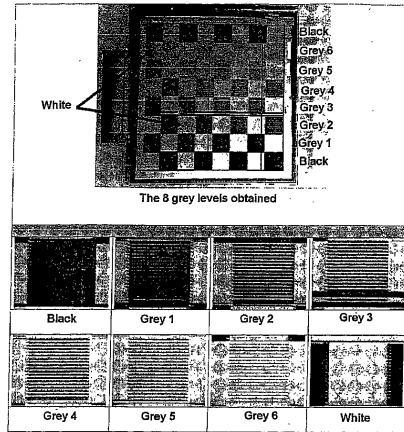 Black
Grey 6
Grey 5
Grey 4
White
Grey 3
Grey 2
Grey 1
Black
The 8 grey levels obtained
Black Grey 1 Grey 2 Grey 3
Grey 4 Grey 5 Grey 6 White